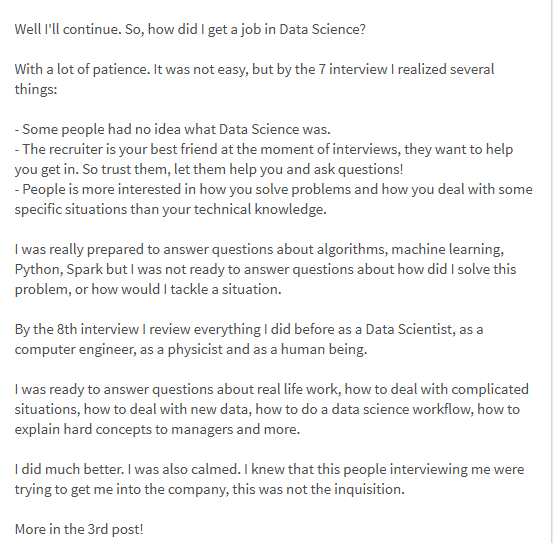 Well I'll continue. So, how did I get a job in Data Science?
With a lot of patience. It was not easy, but by the 7 interview I realized several
things:
- Some people had no idea what Data Science was.
- The recruiter is your best friend at the moment of interviews, they want to help
you get in. So trust them, let them help you and ask questions!
- People is more interested in how you solve problems and how you deal with some
specific situations than your technical knowledge.
I was really prepared to answer questions about algorithms, machine learning,
Python, Spark but I was not ready to answer questions about how did I solve this
problem, or how would I tackle a situation.
By the 8th interview I review everything I did before as a Data Scientist, as a
computer engineer, as a physicist and as a human being.
I was ready to answer questions about real life work, how to deal with complicated
situations, how to deal with new data, how to do a data science workflow, how to
explain hard concepts to managers and more.
I did much better. I was also calmed. I knew that this people interviewing me were
trying to get me into the company, this was not the inquisition.
More in the 3rd post!